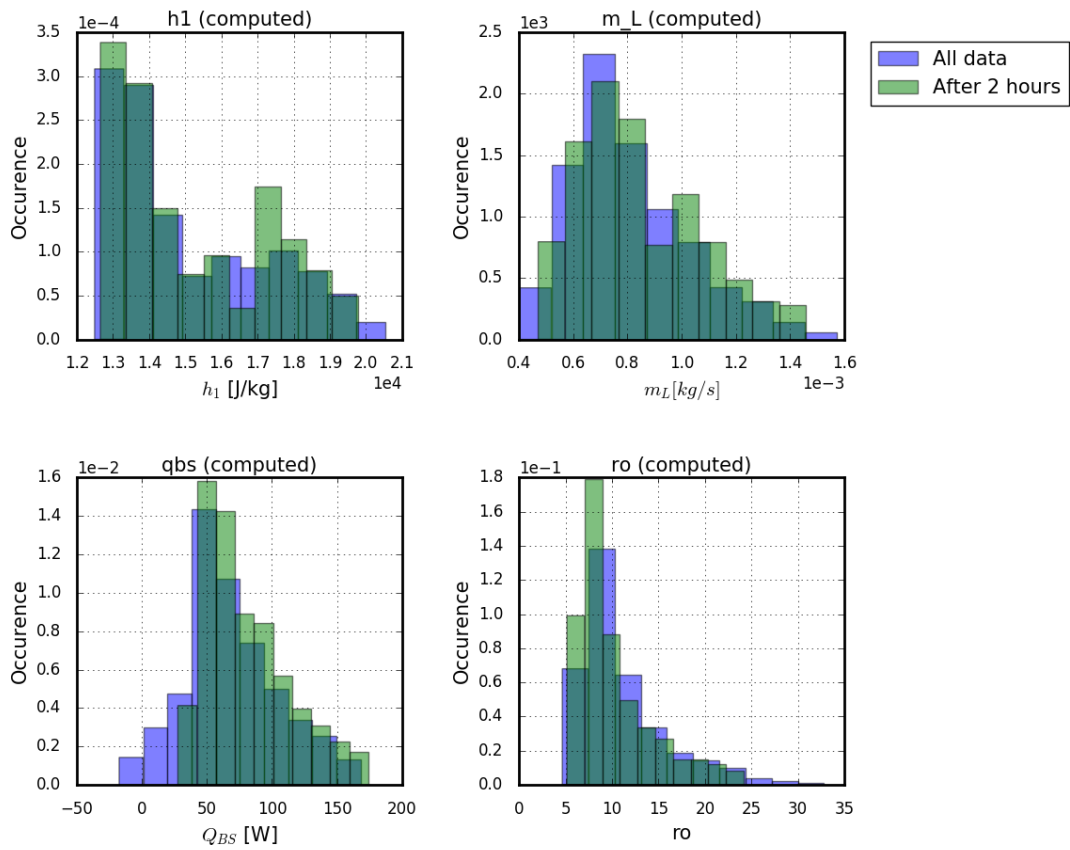 h1 (computed)
1e−4
3.5
3.0
2.5
2.0
1.5
1.0
0.5
0.0
Occurence
1.2 1.3 1.4 1.5 1.6 1.7 1.8 1.9 2.0 2.1
1e4
h₁ [J/kg]
m_L (computed)
1e3
2.5
2.0
1.5
1.0
0.5
0.0
Occurence
0.4 0.6 0.8 1.0 1.2 1.4 1.6
1e−3
m_L[kg/s]
All data
After 2 hours
qbs (computed)
1e−2
1.6
1.4
1.2
1.0
0.8
0.6
0.4
0.2
0.0
Occurence
−50 0 50 100 150 200
Q_BS [W]
ro (computed)
1e−1
1.8
1.6
1.4
1.2
1.0
0.8
0.6
0.4
0.2
0.0
Occurence
0 5 10 15 20 25 30 35
ro